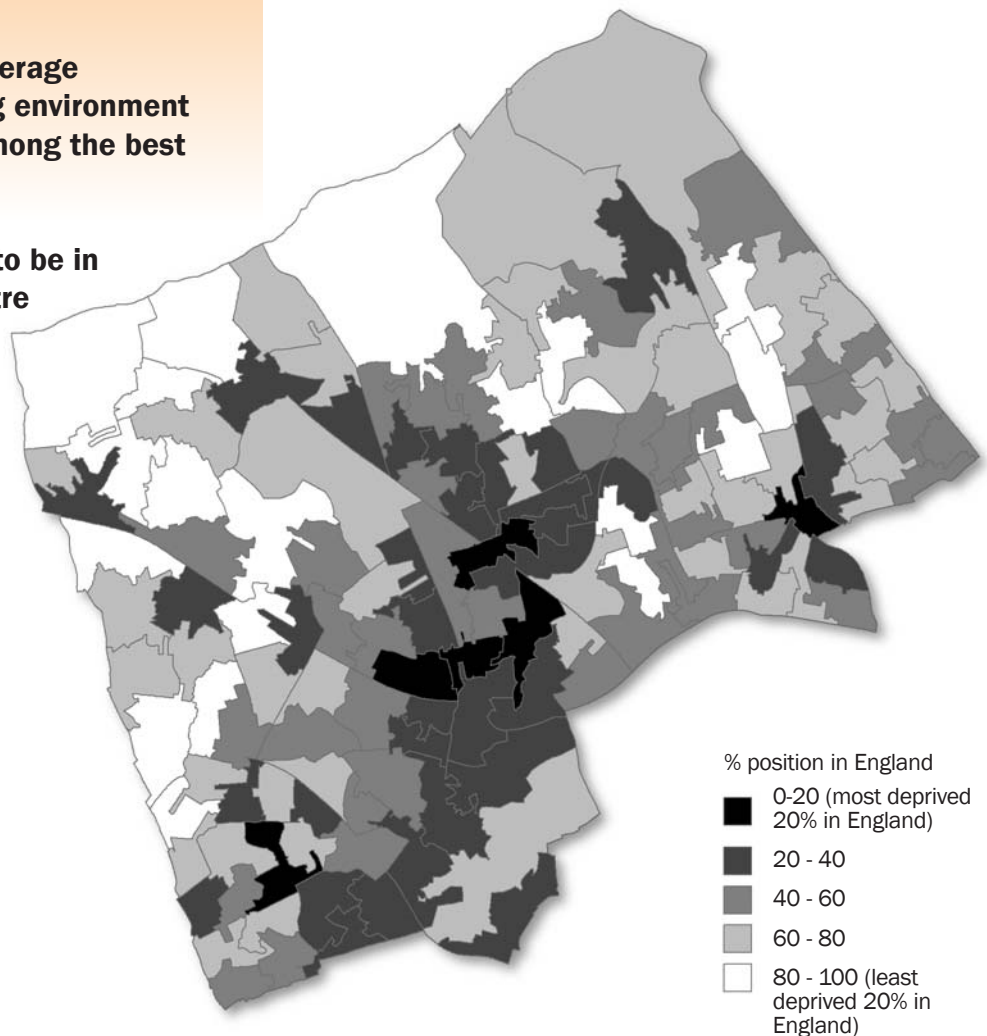 erage
g environment
mong the best
to be in
tre
% position in England
0-20 (most deprived
20% in England)
20 - 40
40 - 60
60 - 80
80 - 100 (least
deprived 20% in
England)